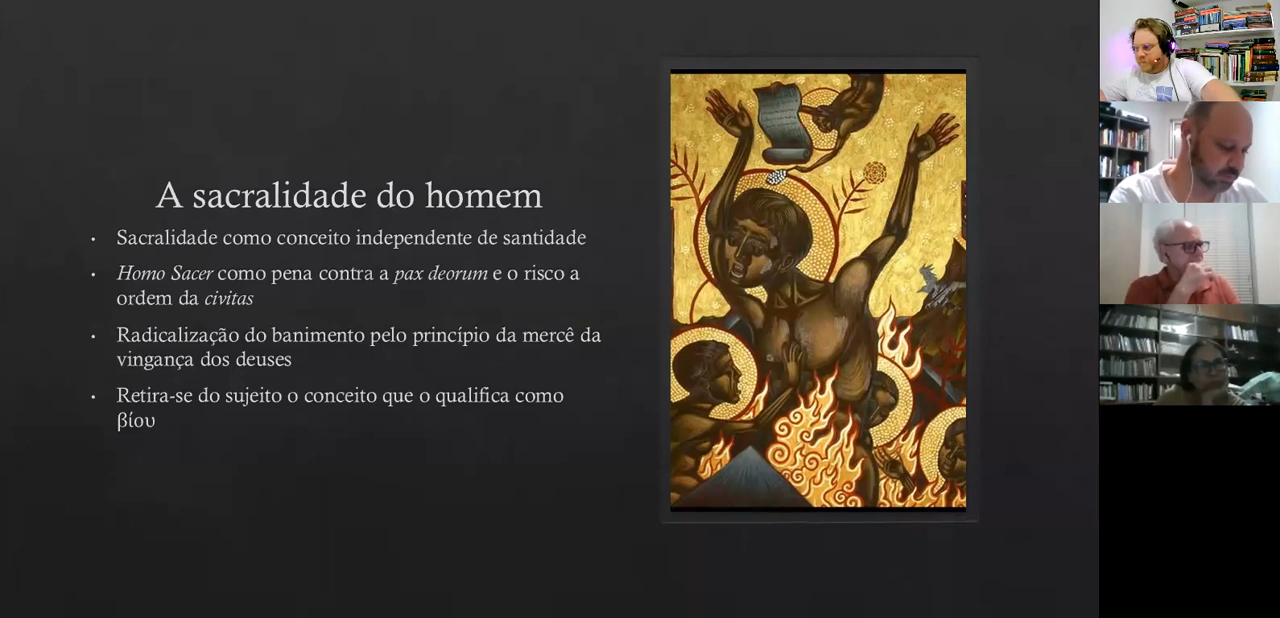 A sacralidade do homem
• Sacralidade como conceito independente de santidade
• Homo Sacer como pena contra a pax deorum e o risco a
ordem da civitas
• Radicalização do banimento pelo princípio da mercê da
vingança dos deuses
• Retira-se do sujeito o conceito que o qualifica como
βίου